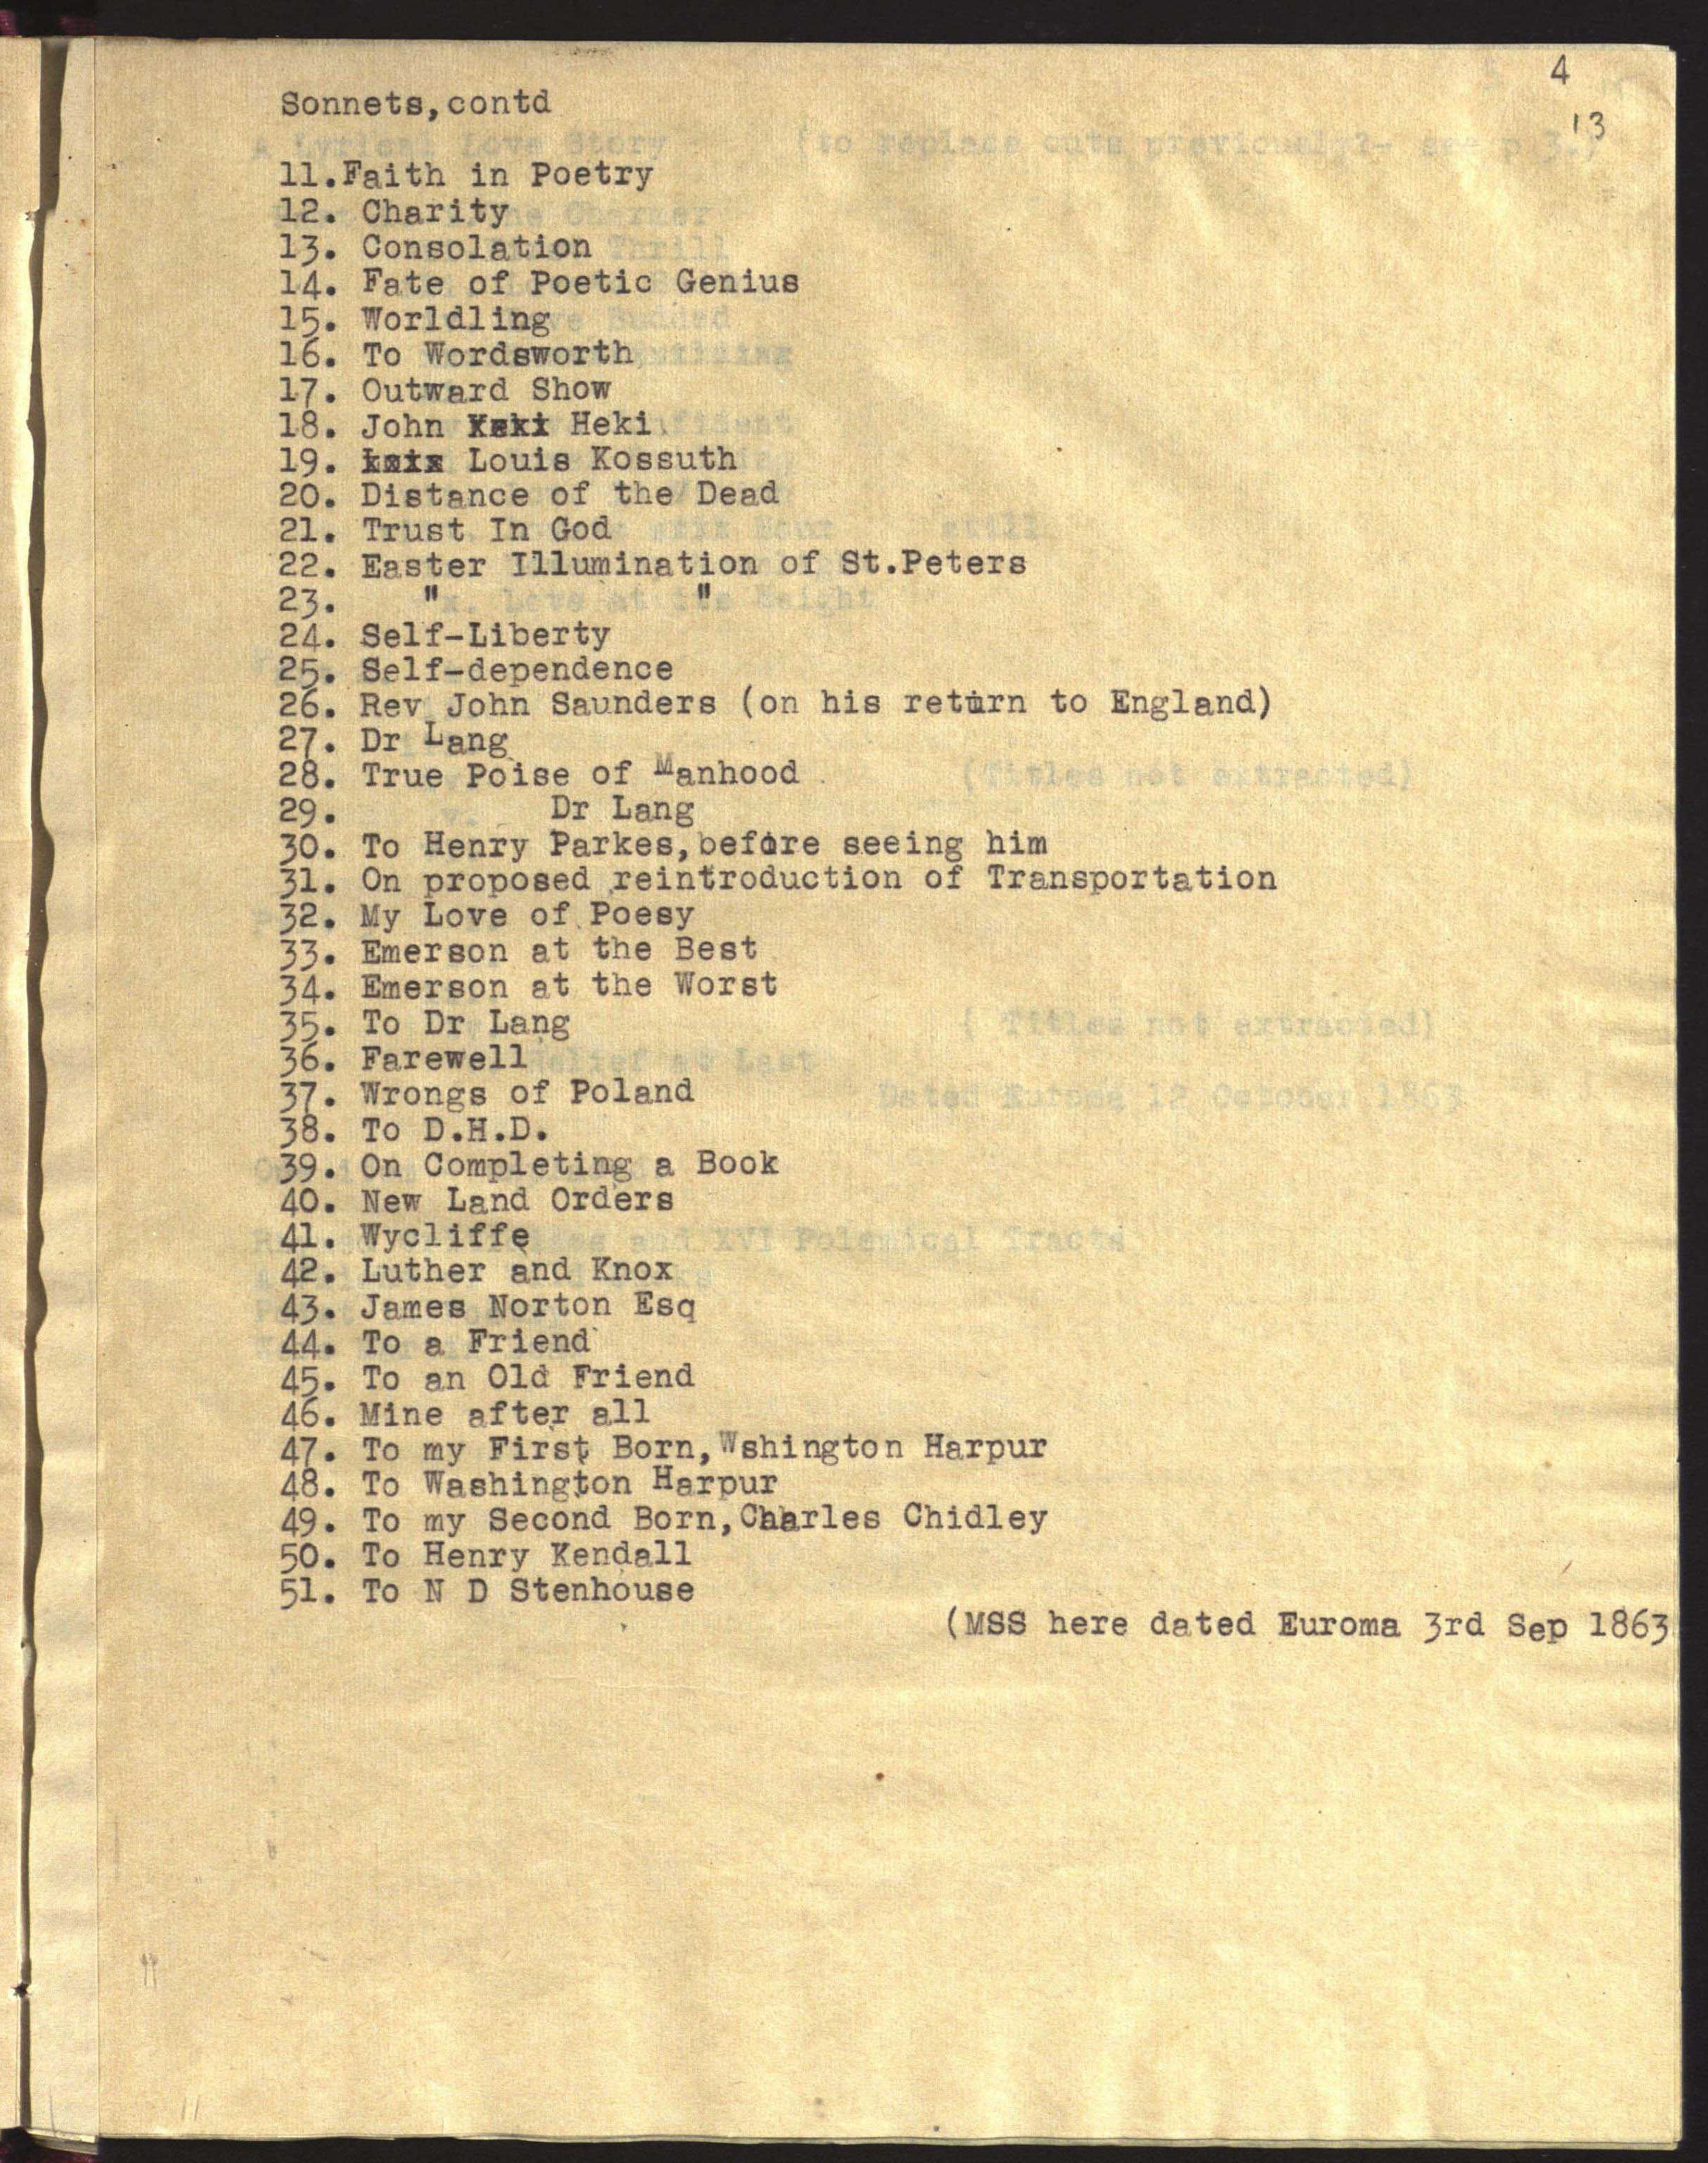 4
13
Sonnets,contd
11.Faith in Poetry
12. Charity
13. Consolation
14. Fate of Poetic Genius
15. Worldling
16. To Wordsworth
17. Outward Show
18. John Heki
19. Louis Kossuth
20. Distance of the Dead
21. Trust In God
22. Easter Illumination of St.Peters
23. " "
24. Self-Liberty
25. Self-dependence
26. Rev John Saunders (on his return to England)
27. Dr Lang
28. True Poise of Manhood
29. Dr Lang
30. To Henry Parkes,before seeing him
31. On proposed reintroduction of Transportation
32. My Love of Poesy
33. Emerson at the Best
34. Emerson at the Worst
35. To Dr Lang
36. Farewell
37. Wrongs of Poland
38. To D.H.D.
39. On Completing a Book
40. New Land Orders
41. Wycliffe
42. Luther and Knox
43. James Norton Esq
44. To a Friend
45. To an Old Friend
46. Mine after all
47. To my First Born,Wshington Harpur
48. To Washington Harpur
49. To my Second Born,Charles Chidley
50. To Henry Kendall
51. To N D Stenhouse
(MSS here dated Euroma 3rd Sep 1863